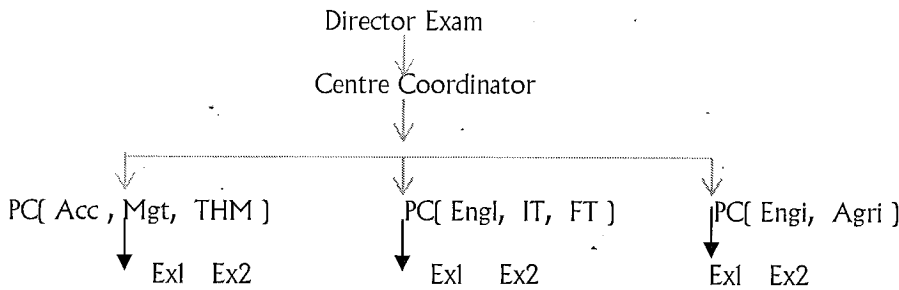 Director Exam
Centre Coordinator
PC( Acc , Mgt, THM ) PC( Engl, IT, FT ) PC( Engi, Agri )
Ex1 Ex2 Ex1 Ex2 Ex1 Ex2